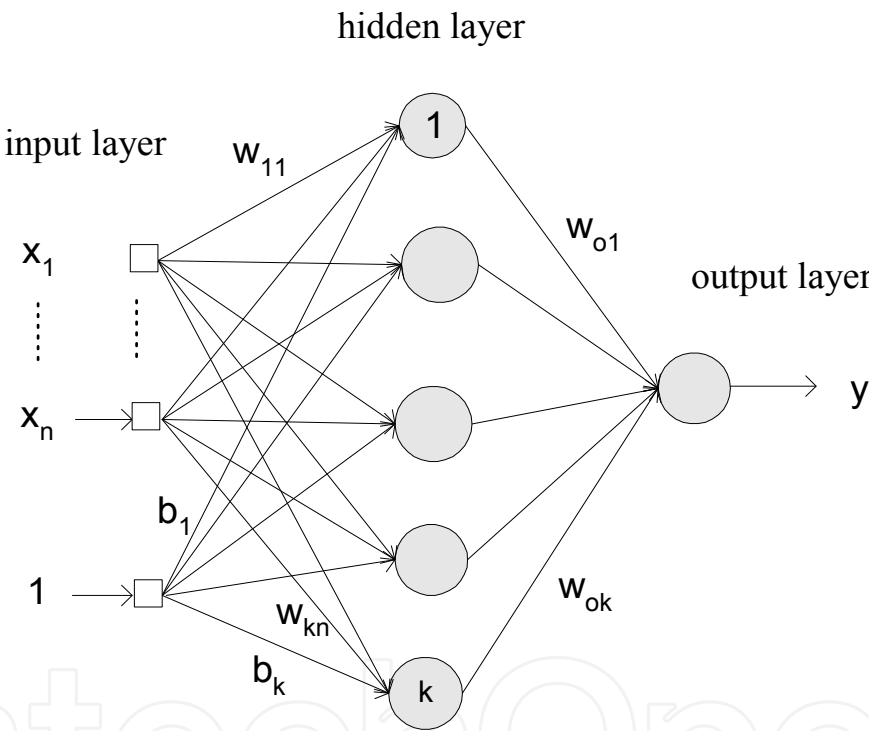 hidden layer
input layer
1
w11
x1
wo1
output layer
xn
y
b1
1
wkn
wok
bk
k